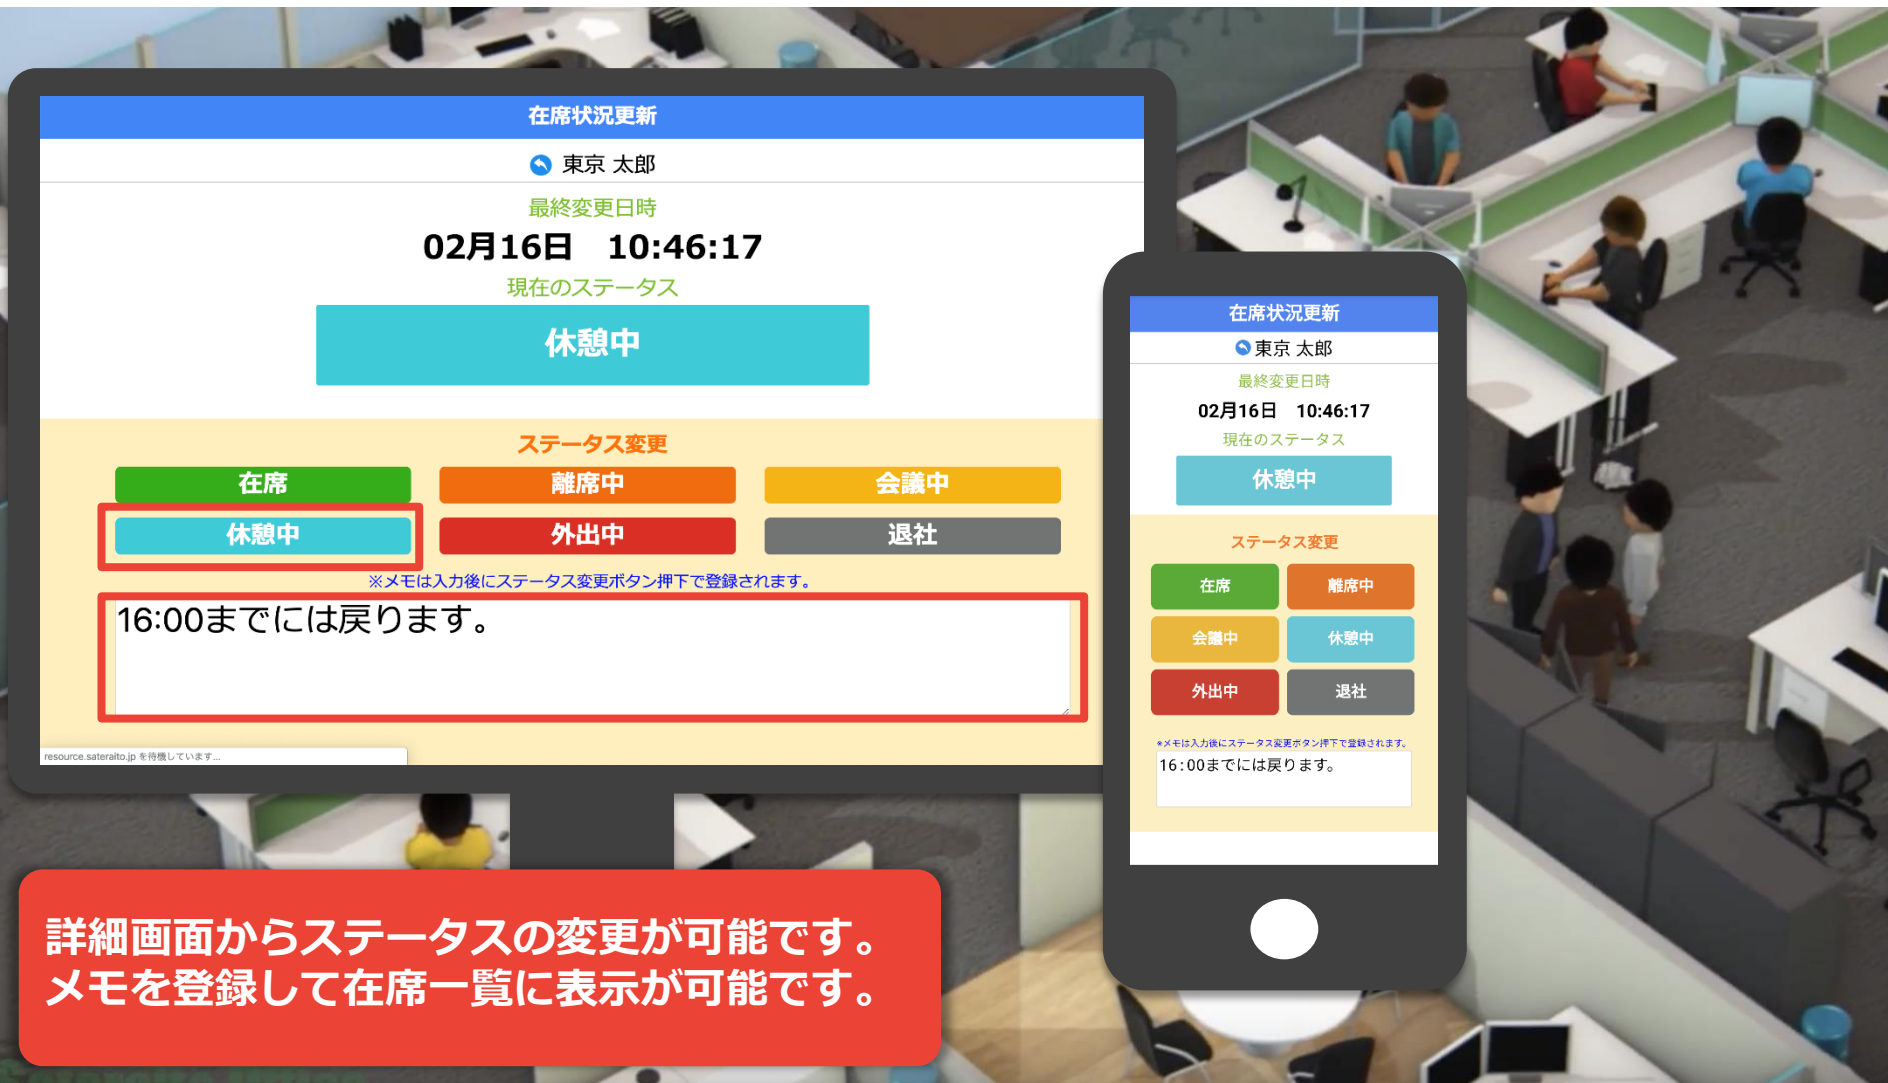 在席状況更新
東京 太郎
最終変更日時
02月16日　10:46:17
現在のステータス
休憩中
ステータス変更
在席
離席中
会議中
休憩中
外出中
退社
※メモは入力後にステータス変更ボタン押下で登録されます。
16:00までには戻ります。
resource.sateraito.jp を待機しています...
在席状況更新
東京 太郎
最終変更日時
02月16日　10:46:17
現在のステータス
休憩中
ステータス変更
在席
離席中
会議中
休憩中
外出中
退社
※メモは入力後にステータス変更ボタン押下で登録されます。
16:00までには戻ります。
詳細画面からステータスの変更が可能です。
メモを登録して在席一覧に表示が可能です。